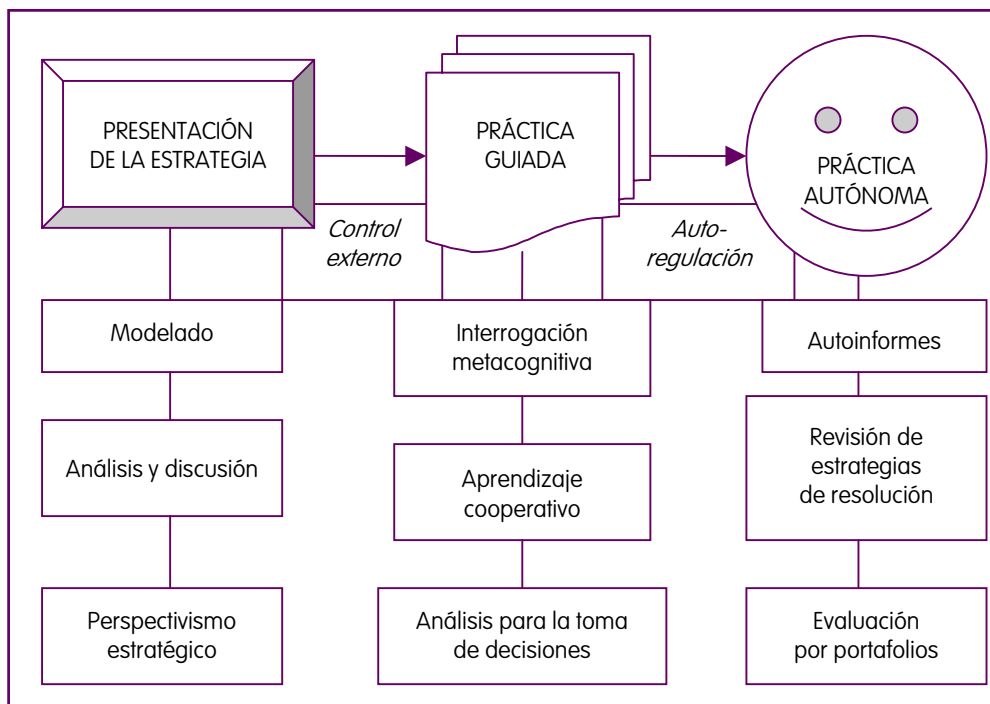 PRESENTACIÓN
DE LA ESTRATEGIA
PRÁCTICA
GUIADA
PRÁCTICA
AUTÓNOMA
Control
externo
Auto-
regulación
Modelado
Interrogación
metacognitiva
Autoinformes
Análisis y discusión
Aprendizaje
cooperativo
Revisión de
estrategias
de resolución
Perspectivismo
estratégico
Análisis para la toma
de decisiones
Evaluación
por portafolios